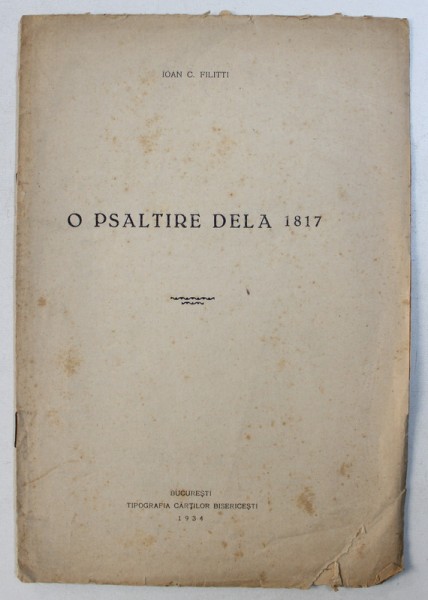 IOAN C. FILITTI
O PSALTIRE DELA 1817
BUCUREȘTI
TIPOGRAFIA CĂRȚILOR BISERICEȘTI
1934